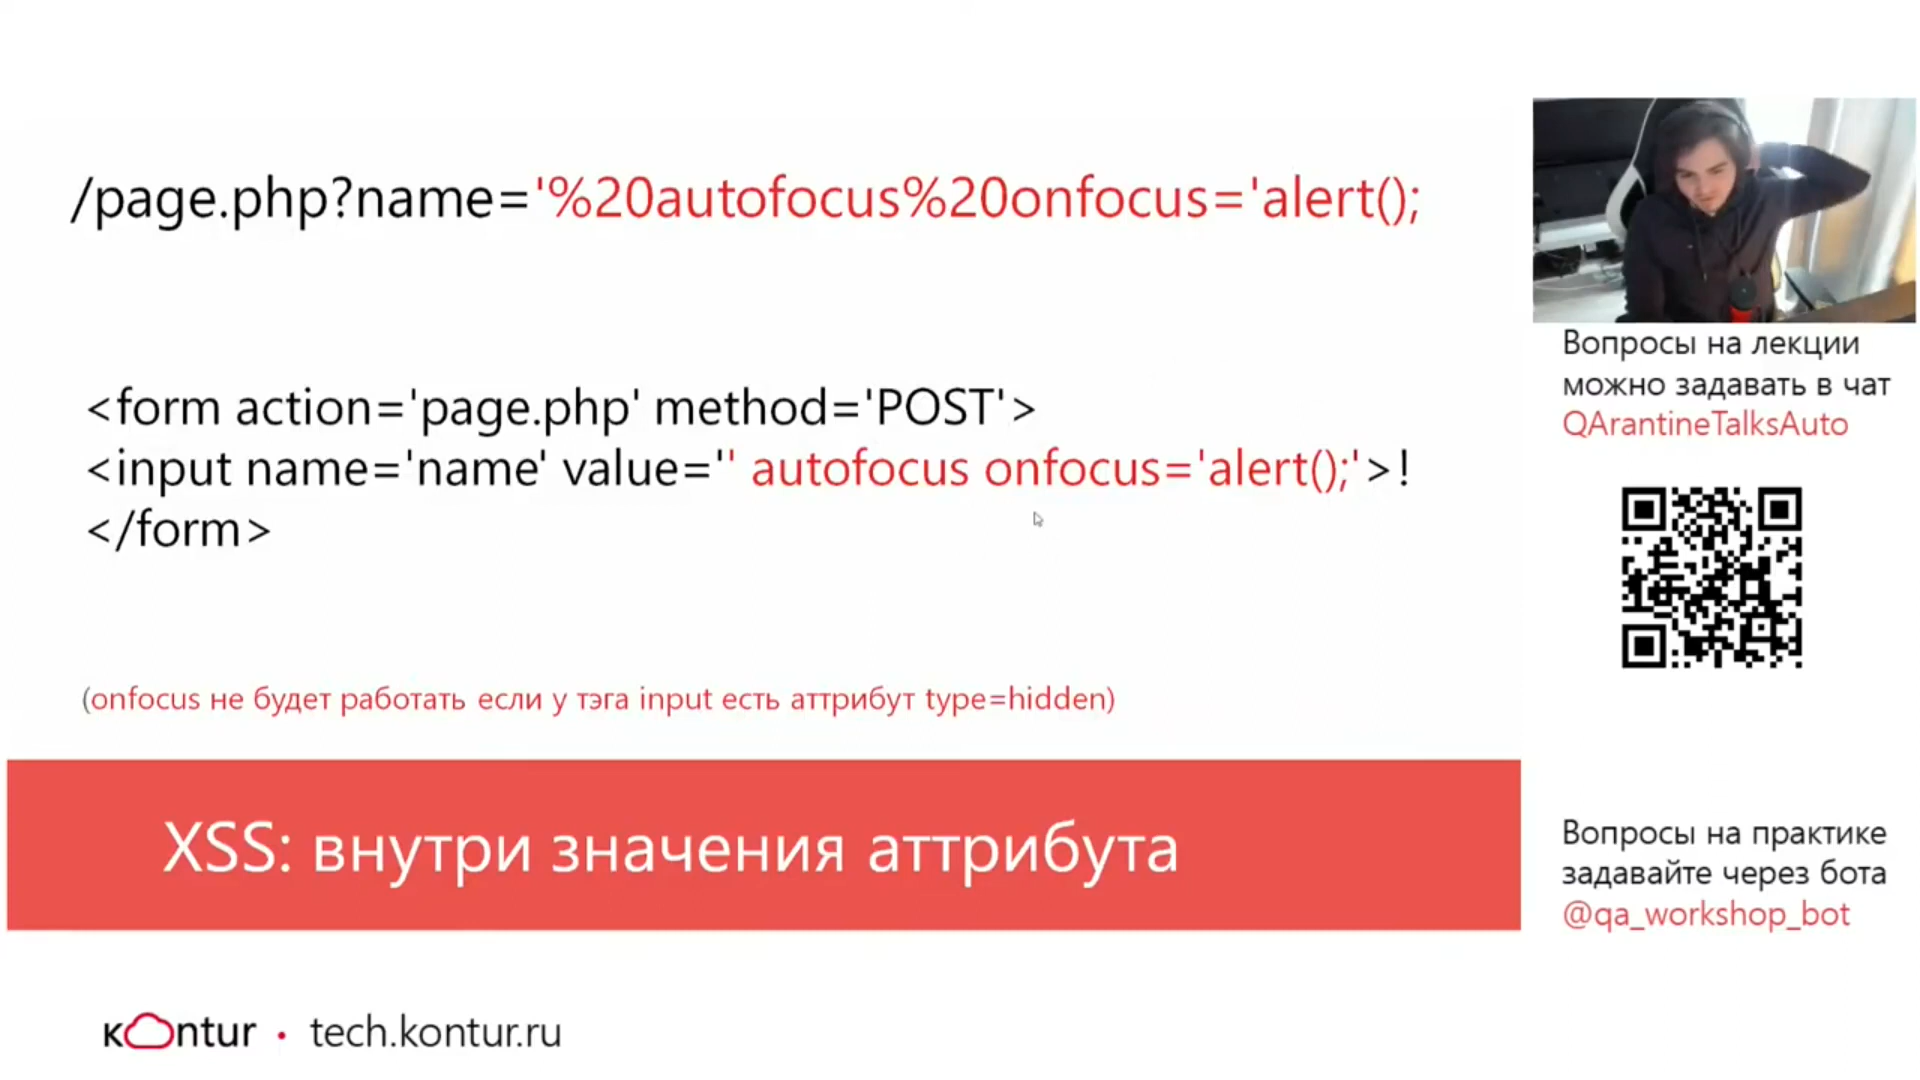 /page.php?name='%20autofocus%20onfocus='alert();
<form action='page.php' method='POST'>
<input name='name' value='' autofocus onfocus='alert();'>!
</form>
(onfocus не будет работать если у тэга input есть аттрибут type=hidden)
XSS: внутри значения аттрибута
контur · tech.kontur.ru
Вопросы на лекции
можно задавать в чат
QArantineTalksAuto
Вопросы на практике
задавайте через бота
@qa_workshop_bot